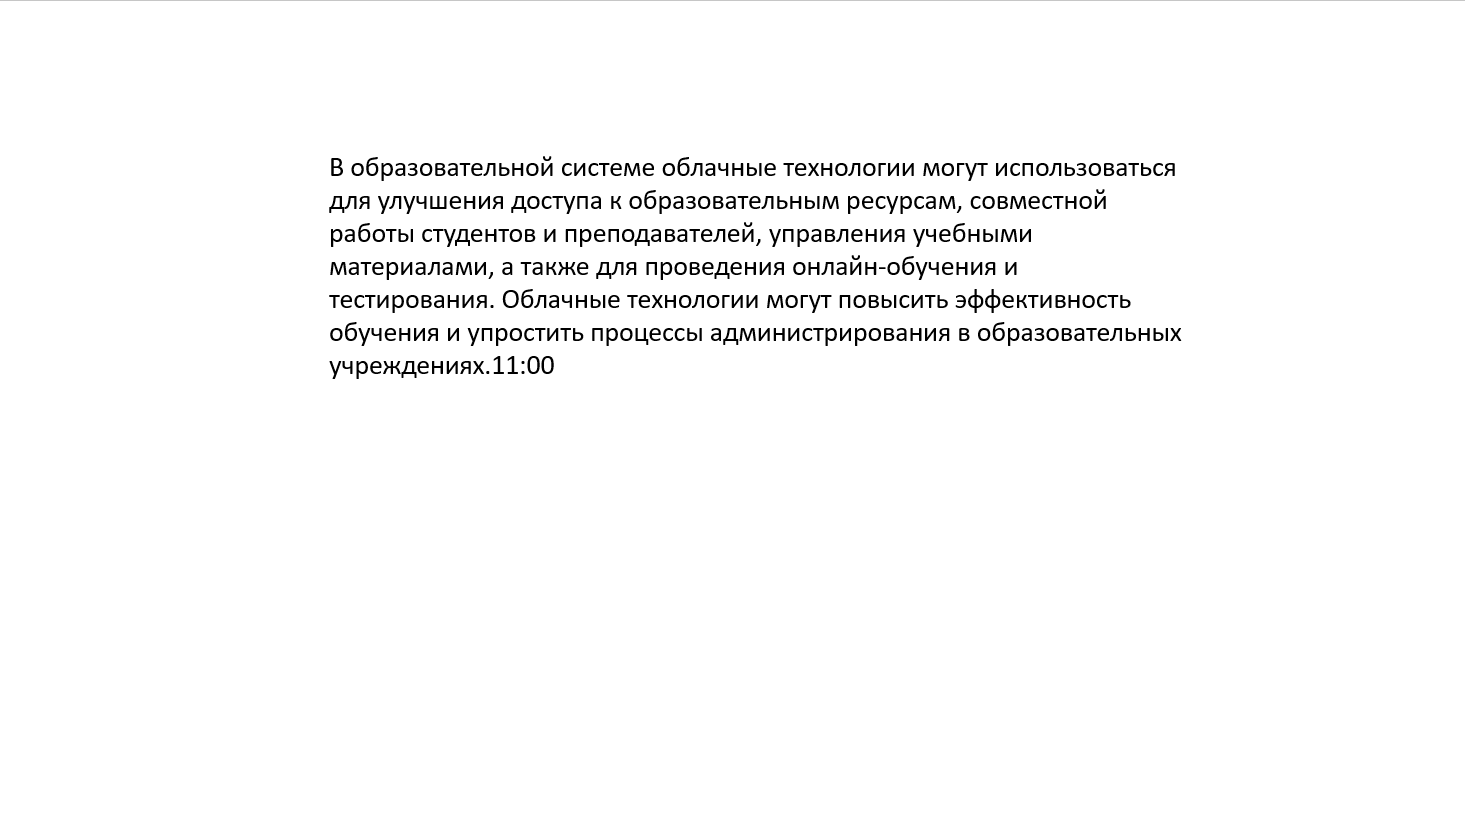 В образовательной системе облачные технологии могут использоваться
для улучшения доступа к образовательным ресурсам, совместной
работы студентов и преподавателей, управления учебными
материалами, а также для проведения онлайн-обучения и
тестирования. Облачные технологии могут повысить эффективность
обучения и упростить процессы администрирования в образовательных
учреждениях.11:00